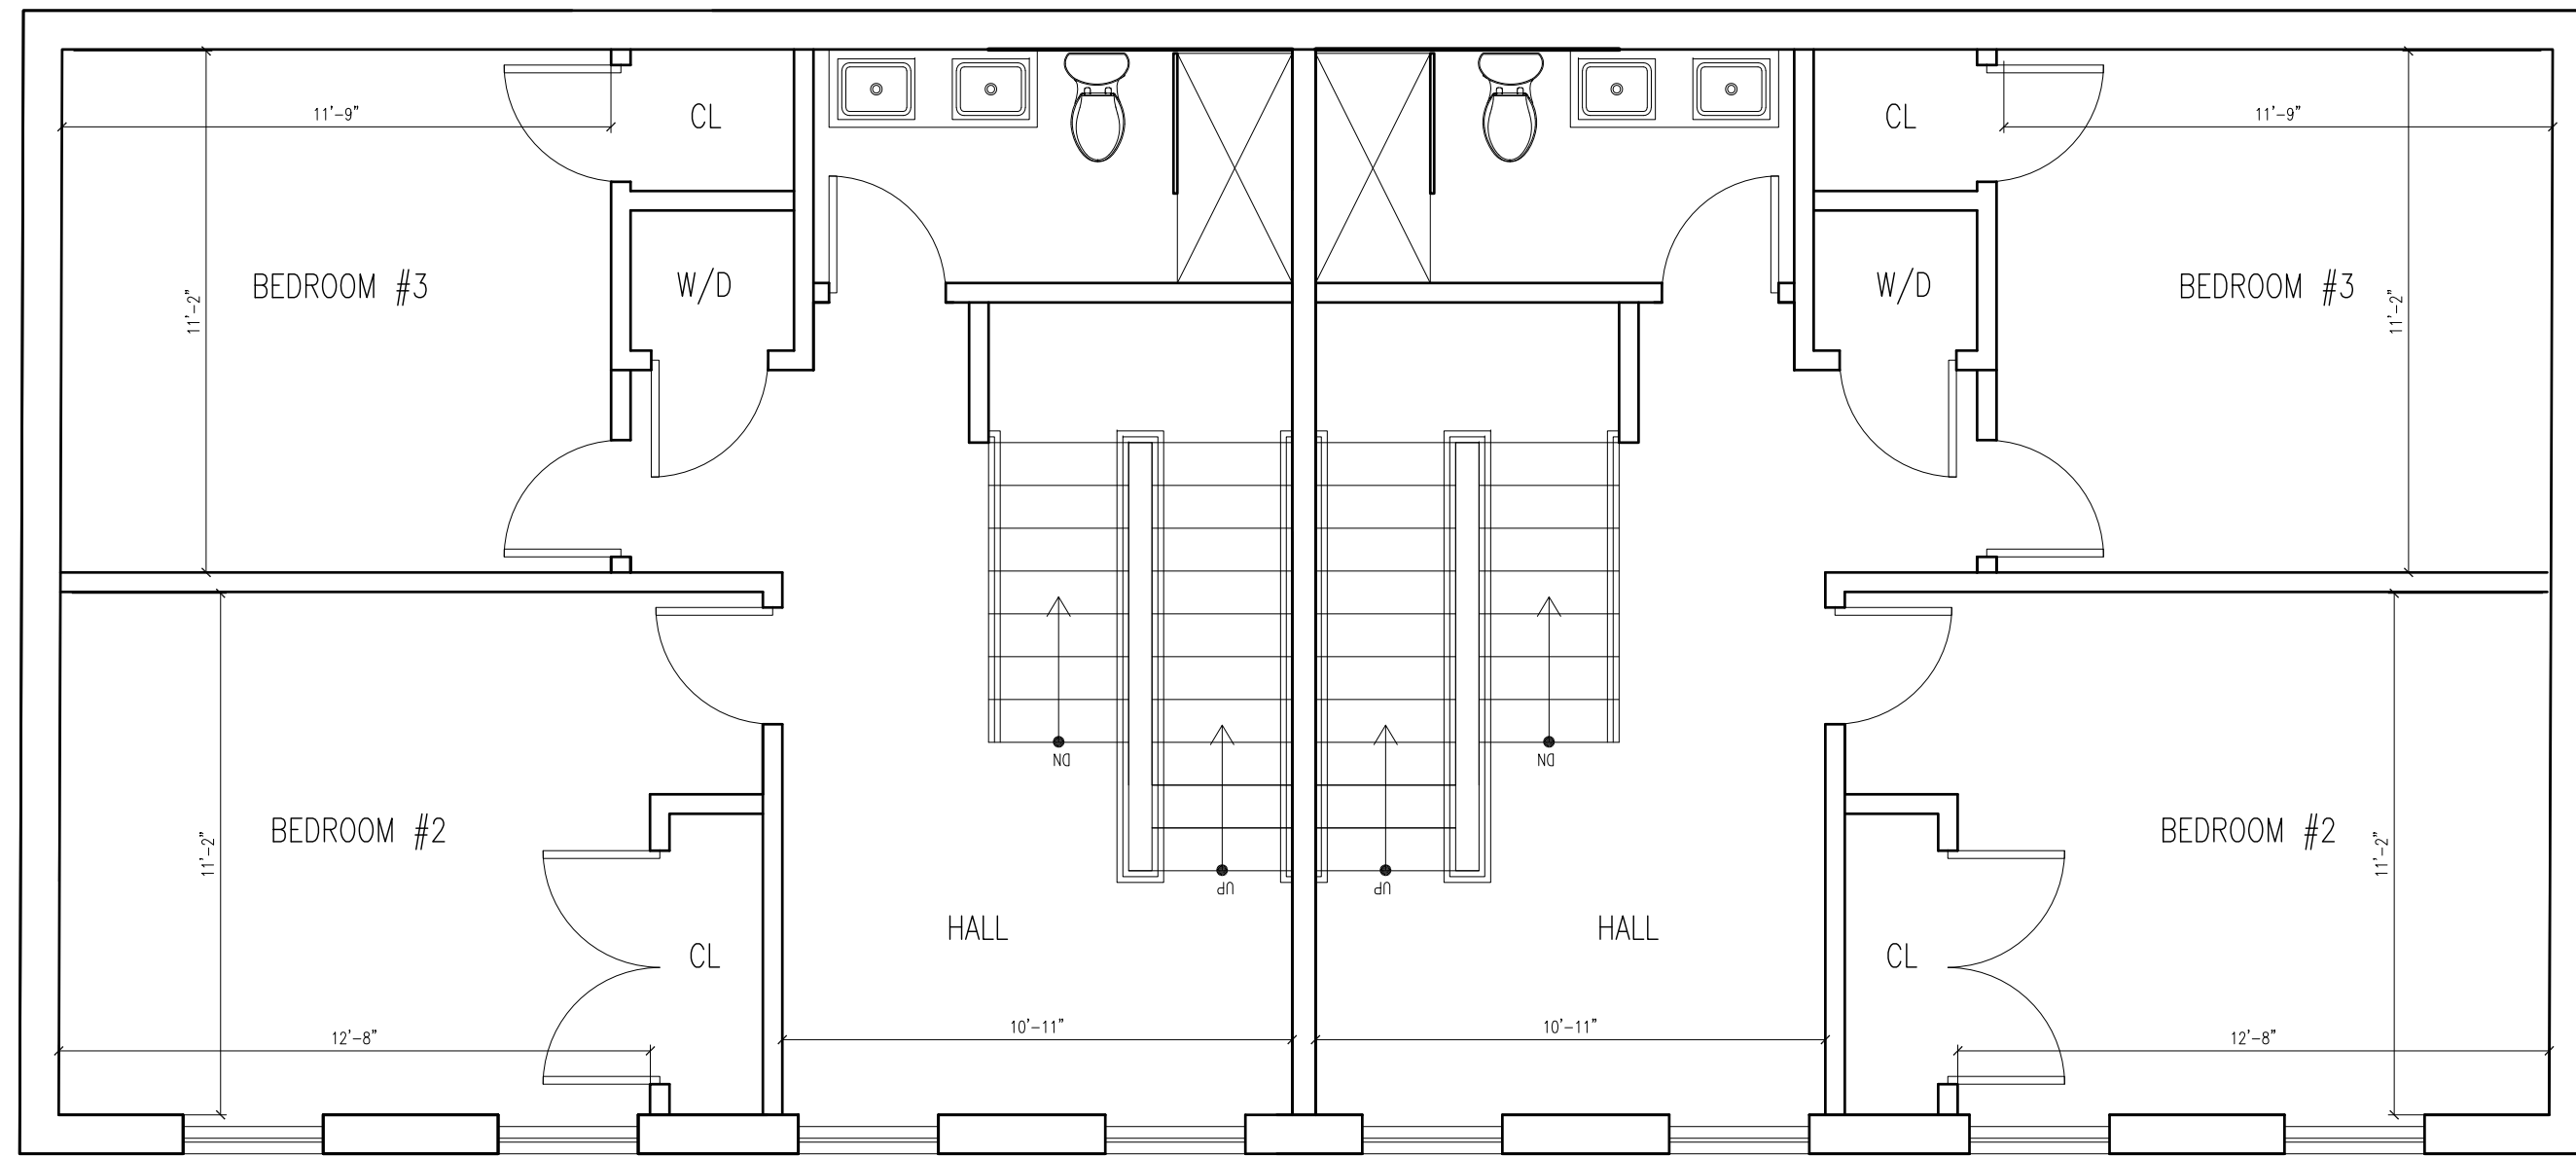 11'-9"
CL
CL
11'-9"
BEDROOM #3
W/D
W/D
BEDROOM #3
11'-2"
11'-2"
DN
DN
BEDROOM #2
BEDROOM #2
11'-2"
11'-2"
UP
UP
HALL
HALL
CL
CL
12'-8"
10'-11"
10'-11"
12'-8"